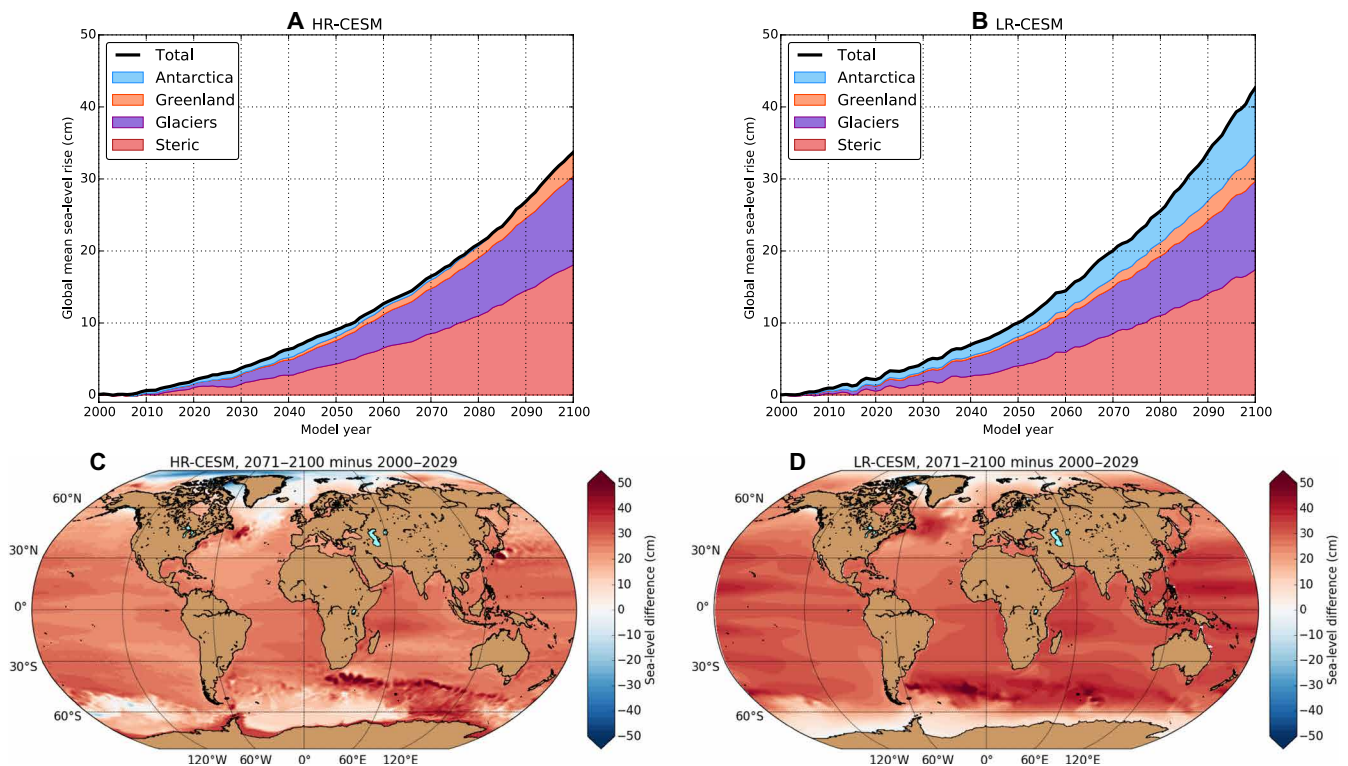 A HR-CESM
50
40
30
20
10
0
Global mean sea-level rise (cm)
Total
Antarctica
Greenland
Glaciers
Steric
2000 2010 2020 2030 2040 2050 2060 2070 2080 2090 2100
Model year
B LR-CESM
50
40
30
20
10
0
Global mean sea-level rise (cm)
Total
Antarctica
Greenland
Glaciers
Steric
2000 2010 2020 2030 2040 2050 2060 2070 2080 2090 2100
Model year
C
HR-CESM, 2071–2100 minus 2000–2029
60°N
30°N
0°
30°S
60°S
120°W 60°W 0° 60°E 120°E
50
40
30
20
10
0
−10
−20
−30
−40
−50
Sea-level difference (cm)
D
LR-CESM, 2071–2100 minus 2000–2029
60°N
30°N
0°
30°S
60°S
120°W 60°W 0° 60°E 120°E
50
40
30
20
10
0
−10
−20
−30
−40
−50
Sea-level difference (cm)